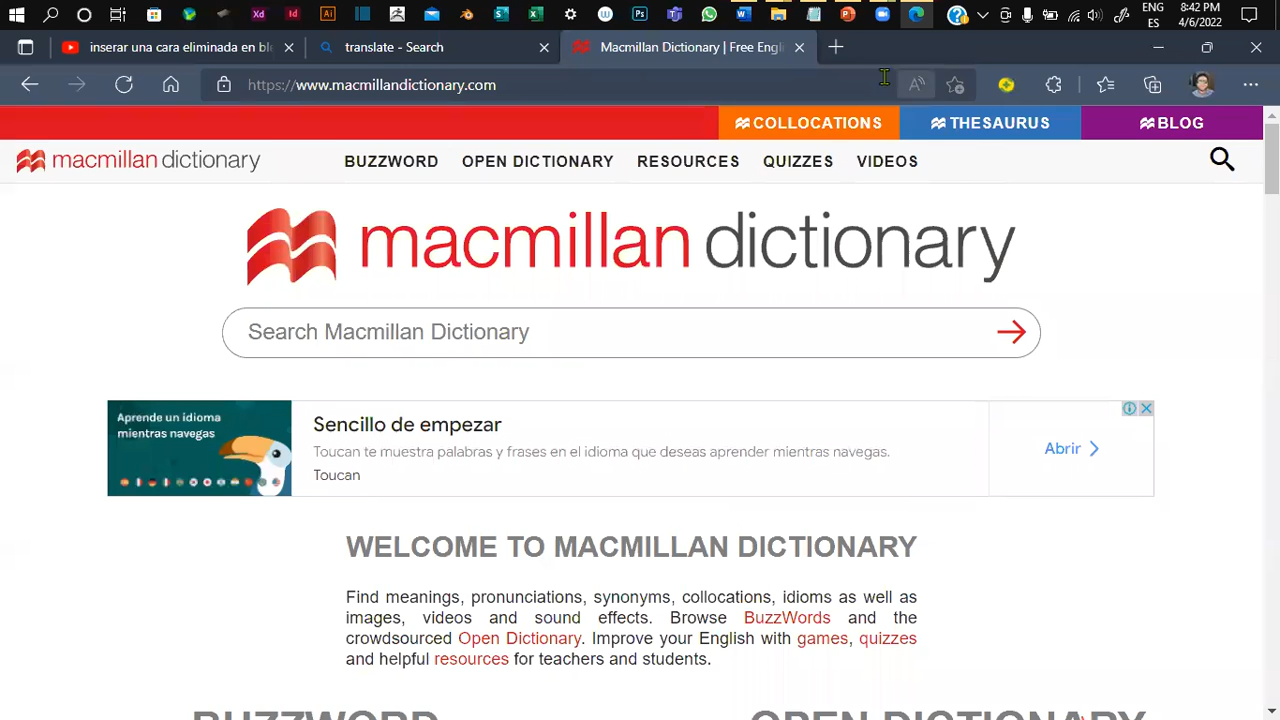 ENG 8:42 PM
ES 4/6/2022
inserar una cara eliminada en ble
translate - Search
Macmillan Dictionary | Free Engli
https://www.macmillandictionary.com
COLLOCATIONS THESAURUS BLOG
macmillan dictionary BUZZWORD OPEN DICTIONARY RESOURCES QUIZZES VIDEOS
macmillan dictionary
Search Macmillan Dictionary
Aprende un idioma
mientras navegas
Sencillo de empezar
Toucan te muestra palabras y frases en el idioma que deseas aprender mientras navegas.
Toucan
Abrir
WELCOME TO MACMILLAN DICTIONARY
Find meanings, pronunciations, synonyms, collocations, idioms as well as
images, videos and sound effects. Browse BuzzWords and the
crowdsourced Open Dictionary. Improve your English with games, quizzes
and helpful resources for teachers and students.
BUZZWORD OPEN DICTIONARY